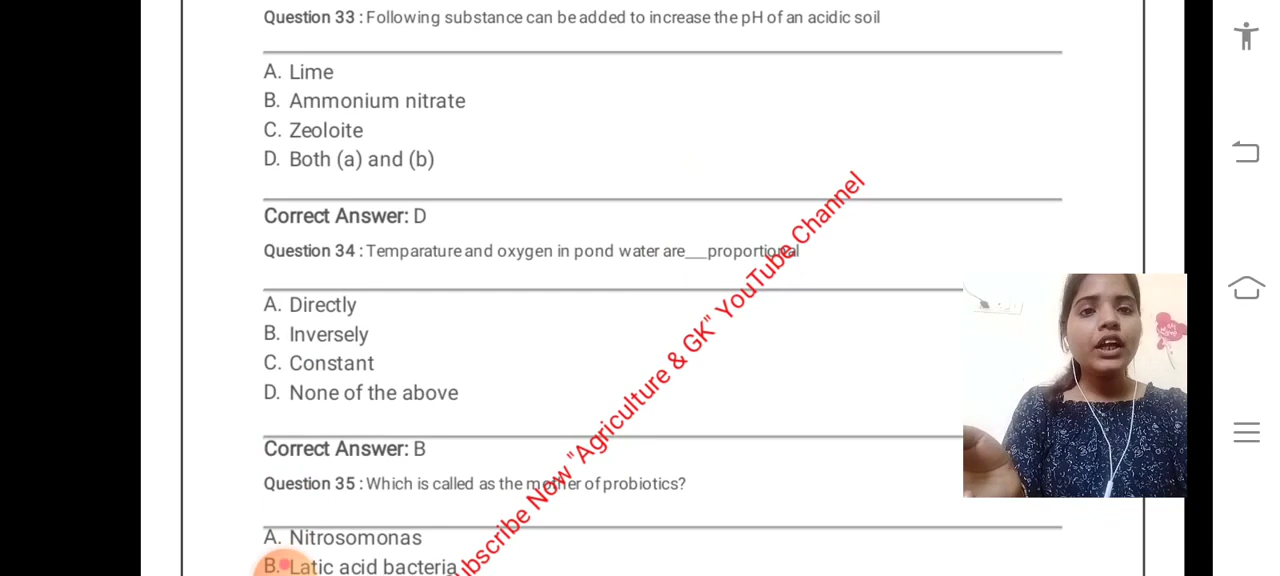 Question 33 : Following substance can be added to increase the pH of an acidic soil
A. Lime
B. Ammonium nitrate
C. Zeoloite
D. Both (a) and (b)
Correct Answer: D
Question 34 : Temparature and oxygen in pond water are___proportional
A. Directly
B. Inversely
C. Constant
D. None of the above
Correct Answer: B
Question 35 : Which is called as the mother of probiotics?
A. Nitrosomonas
B. Latic acid bacteria
ubscribe Now "Agriculture & GK" YouTube Channel